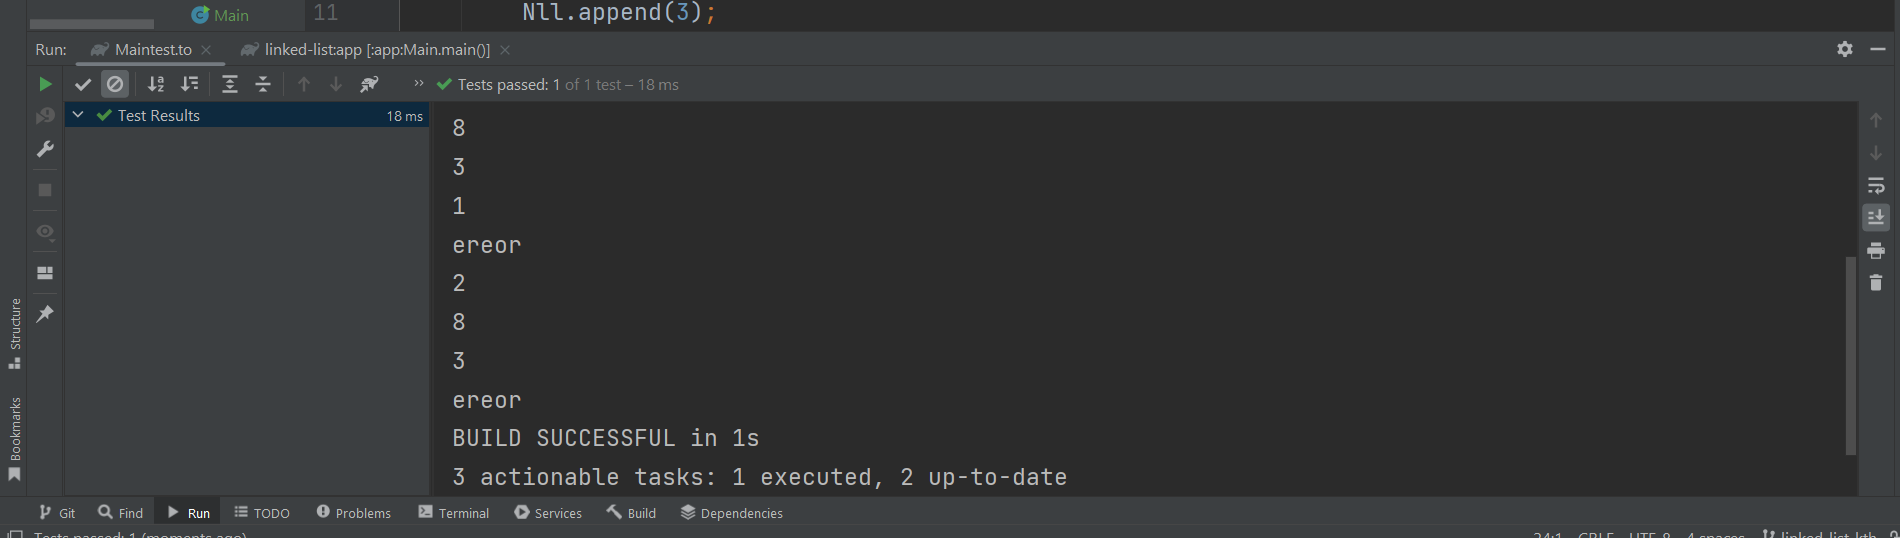 Main 11 Nll.append(3);
Run: Maintest.to linked-list:app [:app:Main.main()]
Tests passed: 1 of 1 test – 18 ms
Test Results 18 ms
8
3
1
ereor
2
8
3
ereor
BUILD SUCCESSFUL in 1s
3 actionable tasks: 1 executed, 2 up-to-date
Structure
Bookmarks
Git Find Run TODO Problems Terminal Services Build Dependencies
Tests passed: 1 (moments ago) 24:1 CRLF UTF-8 4 spaces linked-list-kth